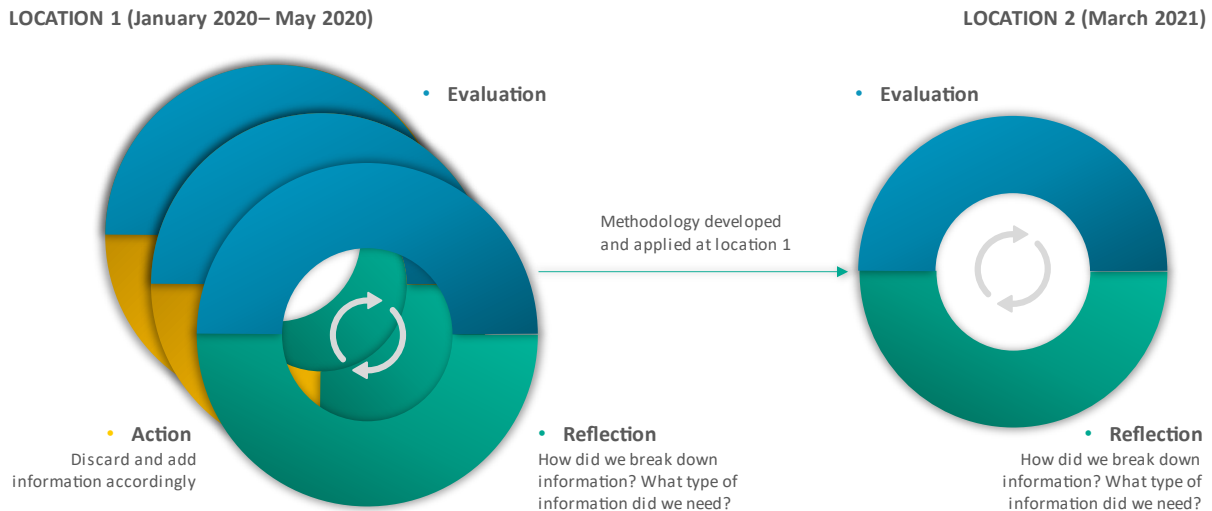 LOCATION 1 (January 2020– May 2020)
LOCATION 2 (March 2021)
• Evaluation
• Evaluation
Methodology developed
and applied at location 1
• Action
Discard and add
information accordingly
• Reflection
How did we break down
information? What type of
information did we need?
• Reflection
How did we break down
information? What type of
information did we need?